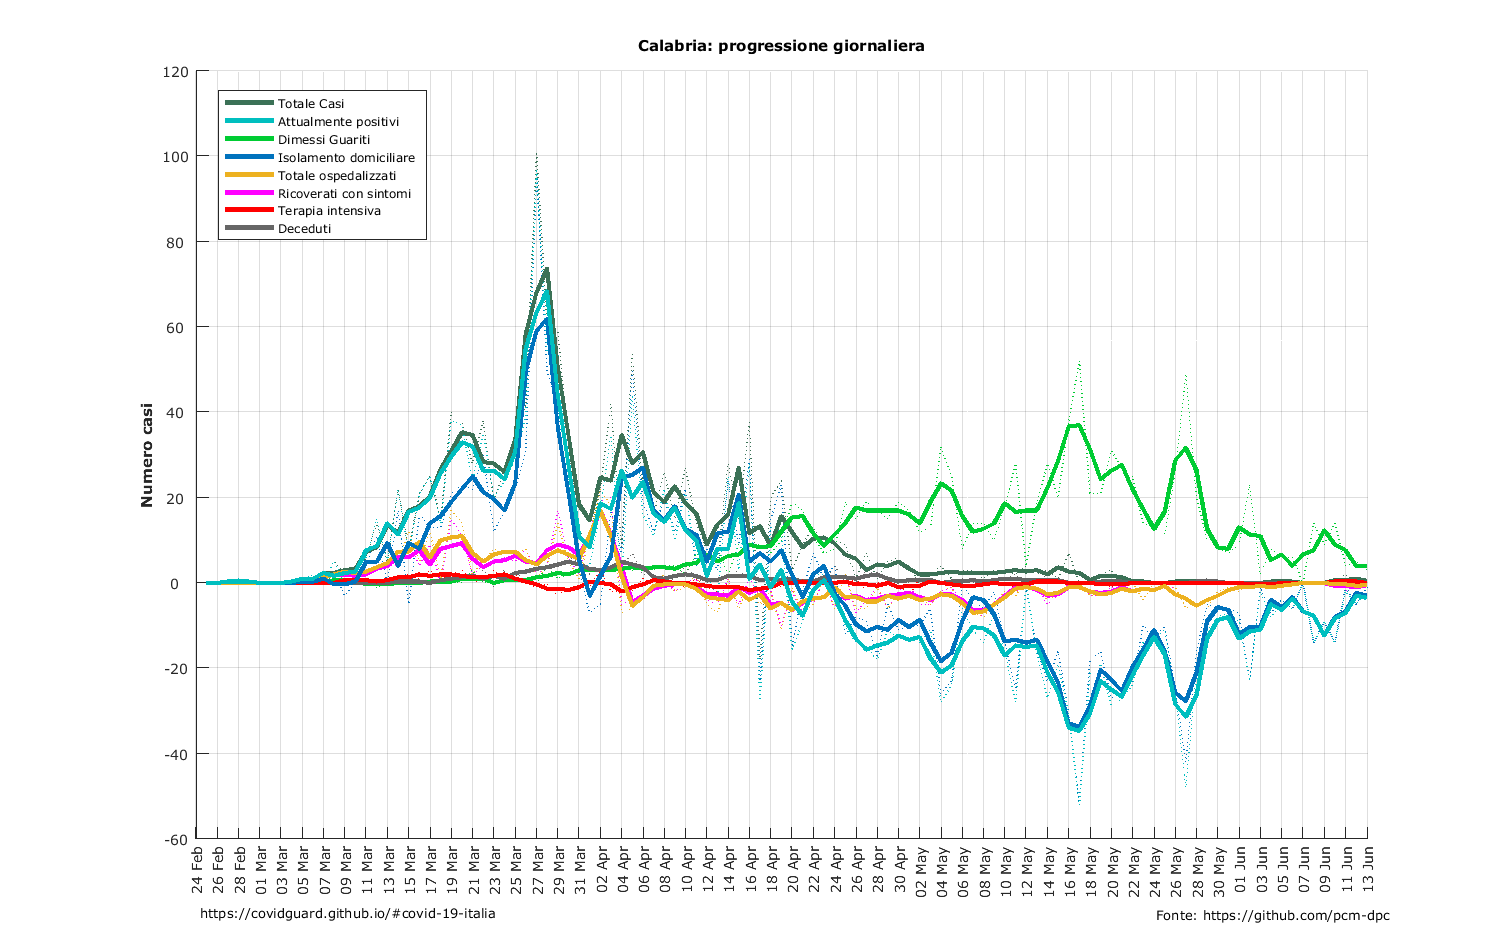 Calabria: progressione giornaliera
Numero casi
120
100
80
60
40
20
0
-20
-40
-60
Totale Casi
Attualmente positivi
Dimessi Guariti
Isolamento domiciliare
Totale ospedalizzati
Ricoverati con sintomi
Terapia intensiva
Deceduti
24 Feb
26 Feb
28 Feb
01 Mar
03 Mar
05 Mar
07 Mar
09 Mar
11 Mar
13 Mar
15 Mar
17 Mar
19 Mar
21 Mar
23 Mar
25 Mar
27 Mar
29 Mar
31 Mar
02 Apr
04 Apr
06 Apr
08 Apr
10 Apr
12 Apr
14 Apr
16 Apr
18 Apr
20 Apr
22 Apr
24 Apr
26 Apr
28 Apr
30 Apr
02 May
04 May
06 May
08 May
10 May
12 May
14 May
16 May
18 May
20 May
22 May
24 May
26 May
28 May
30 May
01 Jun
03 Jun
05 Jun
07 Jun
09 Jun
11 Jun
13 Jun
https://covidguard.github.io/#covid-19-italia
Fonte: https://github.com/pcm-dpc